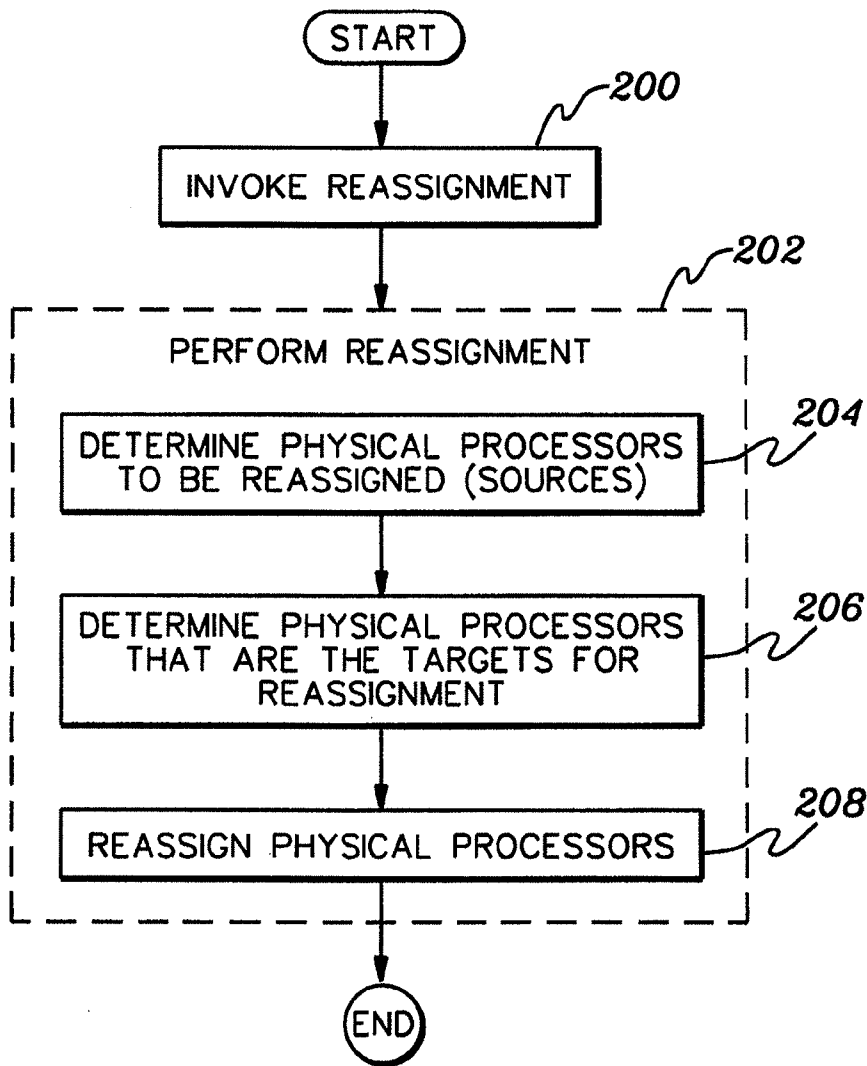 START
200
INVOKE REASSIGNMENT
202
PERFORM REASSIGNMENT
204
DETERMINE PHYSICAL PROCESSORS
TO BE REASSIGNED (SOURCES)
206
DETERMINE PHYSICAL PROCESSORS
THAT ARE THE TARGETS FOR
REASSIGNMENT
208
REASSIGN PHYSICAL PROCESSORS
END